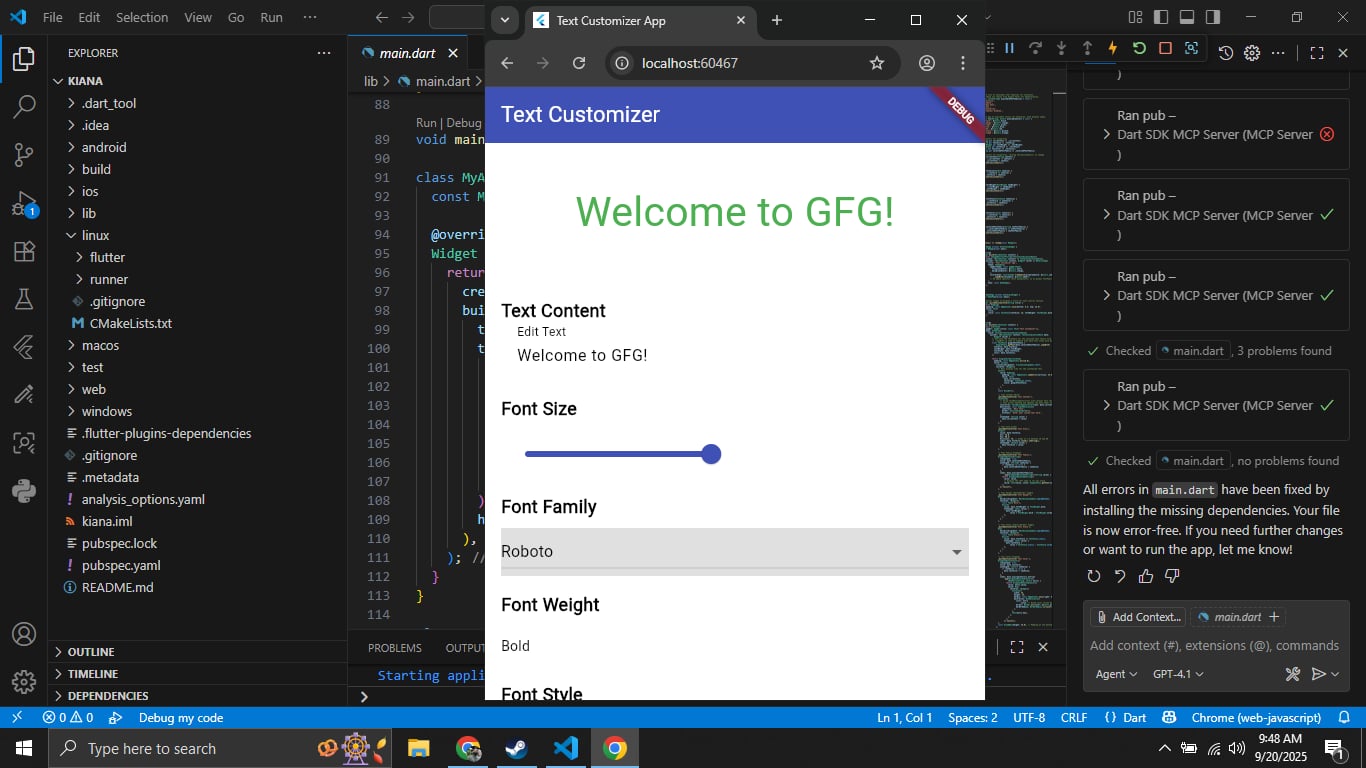 File Edit Selection View Go Run ···
EXPLORER ···
KIANA
.dart_tool
.idea
android
build
ios
lib
linux
flutter
runner
.gitignore
CMakeLists.txt
macos
test
web
windows
.flutter-plugins-dependencies
.gitignore
.metadata
analysis_options.yaml
kiana.iml
pubspec.lock
pubspec.yaml
README.md
OUTLINE
TIMELINE
DEPENDENCIES
1
main.dart
lib > main.dart >
88
Run | Debug
89 void main
90
91 class MyA
92 const M
93
94 @overri
95 Widget
96 retur
97 cre
98 bui
99 t
100 t
101
102
103
104
105
106
107
108 )
109 h
110 ),
111 ); //
112 }
113 }
114
PROBLEMS OUTPU
Starting appli
Text Customizer App
localhost:60467
Text Customizer
DEBUG
Welcome to GFG!
Text Content
Edit Text
Welcome to GFG!
Font Size
Font Family
Roboto
Font Weight
Bold
Font Style
)
Ran pub –
Dart SDK MCP Server (MCP Server
)
Ran pub –
Dart SDK MCP Server (MCP Server
)
Ran pub –
Dart SDK MCP Server (MCP Server
)
Checked main.dart, 3 problems found
Ran pub –
Dart SDK MCP Server (MCP Server
)
Checked main.dart, no problems found
All errors in main.dart have been fixed by
installing the missing dependencies. Your file
is now error-free. If you need further changes
or want to run the app, let me know!
Add Context... main.dart
Add context (#), extensions (@), commands
Agent GPT-4.1
0 0 Debug my code
Ln 1, Col 1 Spaces: 2 UTF-8 CRLF {} Dart Chrome (web-javascript)
Type here to search
9:48 AM
9/20/2025
1